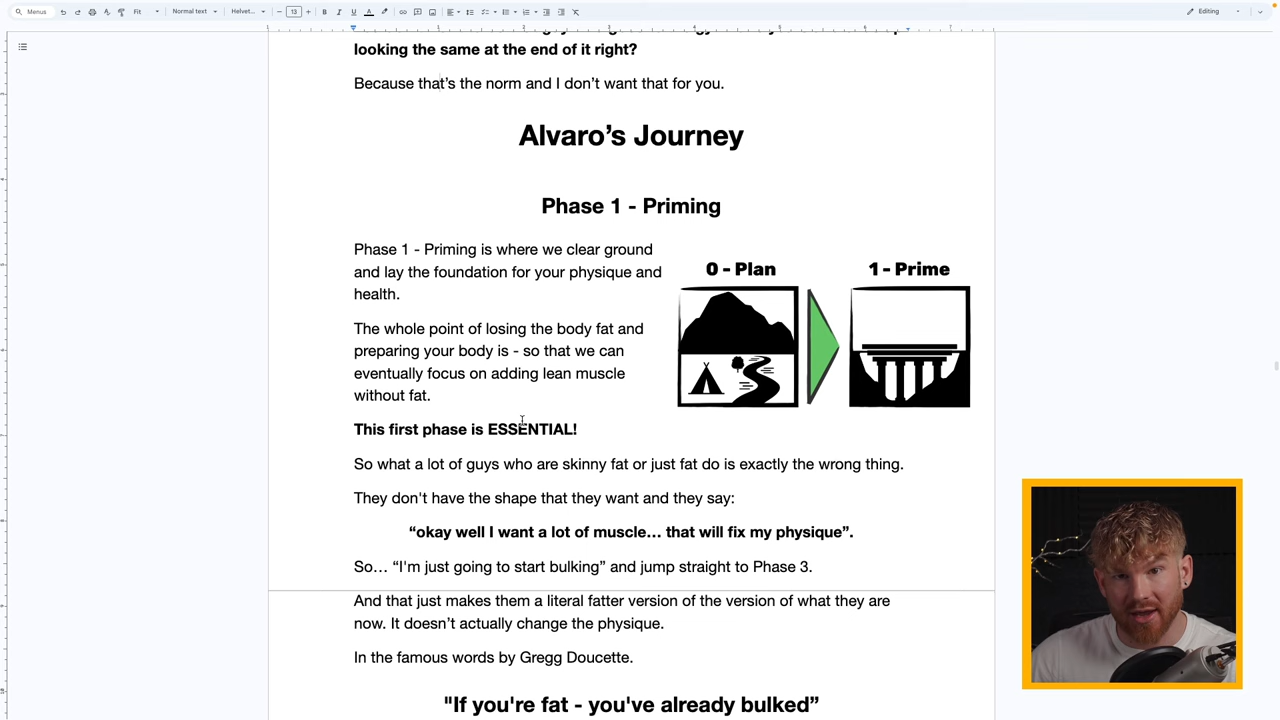 Menus
Fit
Normal text
Helvet...
13
B
I
U
A
Editing
looking the same at the end of it right?
Because that’s the norm and I don’t want that for you.
Alvaro’s Journey
Phase 1 - Priming
Phase 1 - Priming is where we clear ground
and lay the foundation for your physique and
health.
The whole point of losing the body fat and
preparing your body is - so that we can
eventually focus on adding lean muscle
without fat.
0 - Plan
1 - Prime
This first phase is ESSENTIAL!
So what a lot of guys who are skinny fat or just fat do is exactly the wrong thing.
They don't have the shape that they want and they say:
“okay well I want a lot of muscle… that will fix my physique”.
So… “I'm just going to start bulking” and jump straight to Phase 3.
And that just makes them a literal fatter version of the version of what they are
now. It doesn’t actually change the physique.
In the famous words by Gregg Doucette.
"If you're fat - you've already bulked”